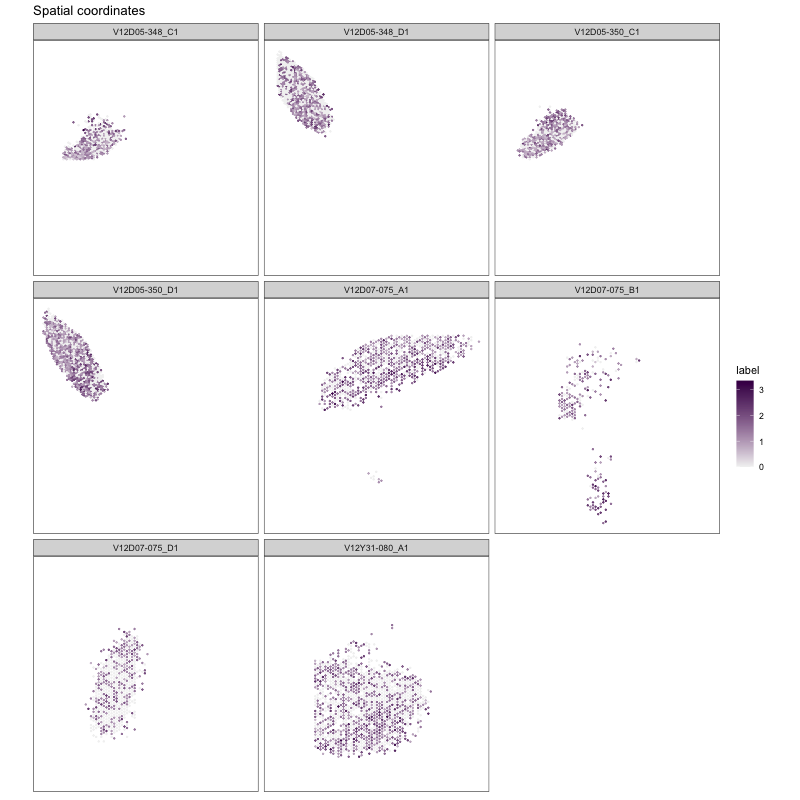 Spatial coordinates
V12D05-348_C1
V12D05-348_D1
V12D05-350_C1
V12D05-350_D1
V12D07-075_A1
V12D07-075_B1
label
3
2
1
0
V12D07-075_D1
V12Y31-080_A1